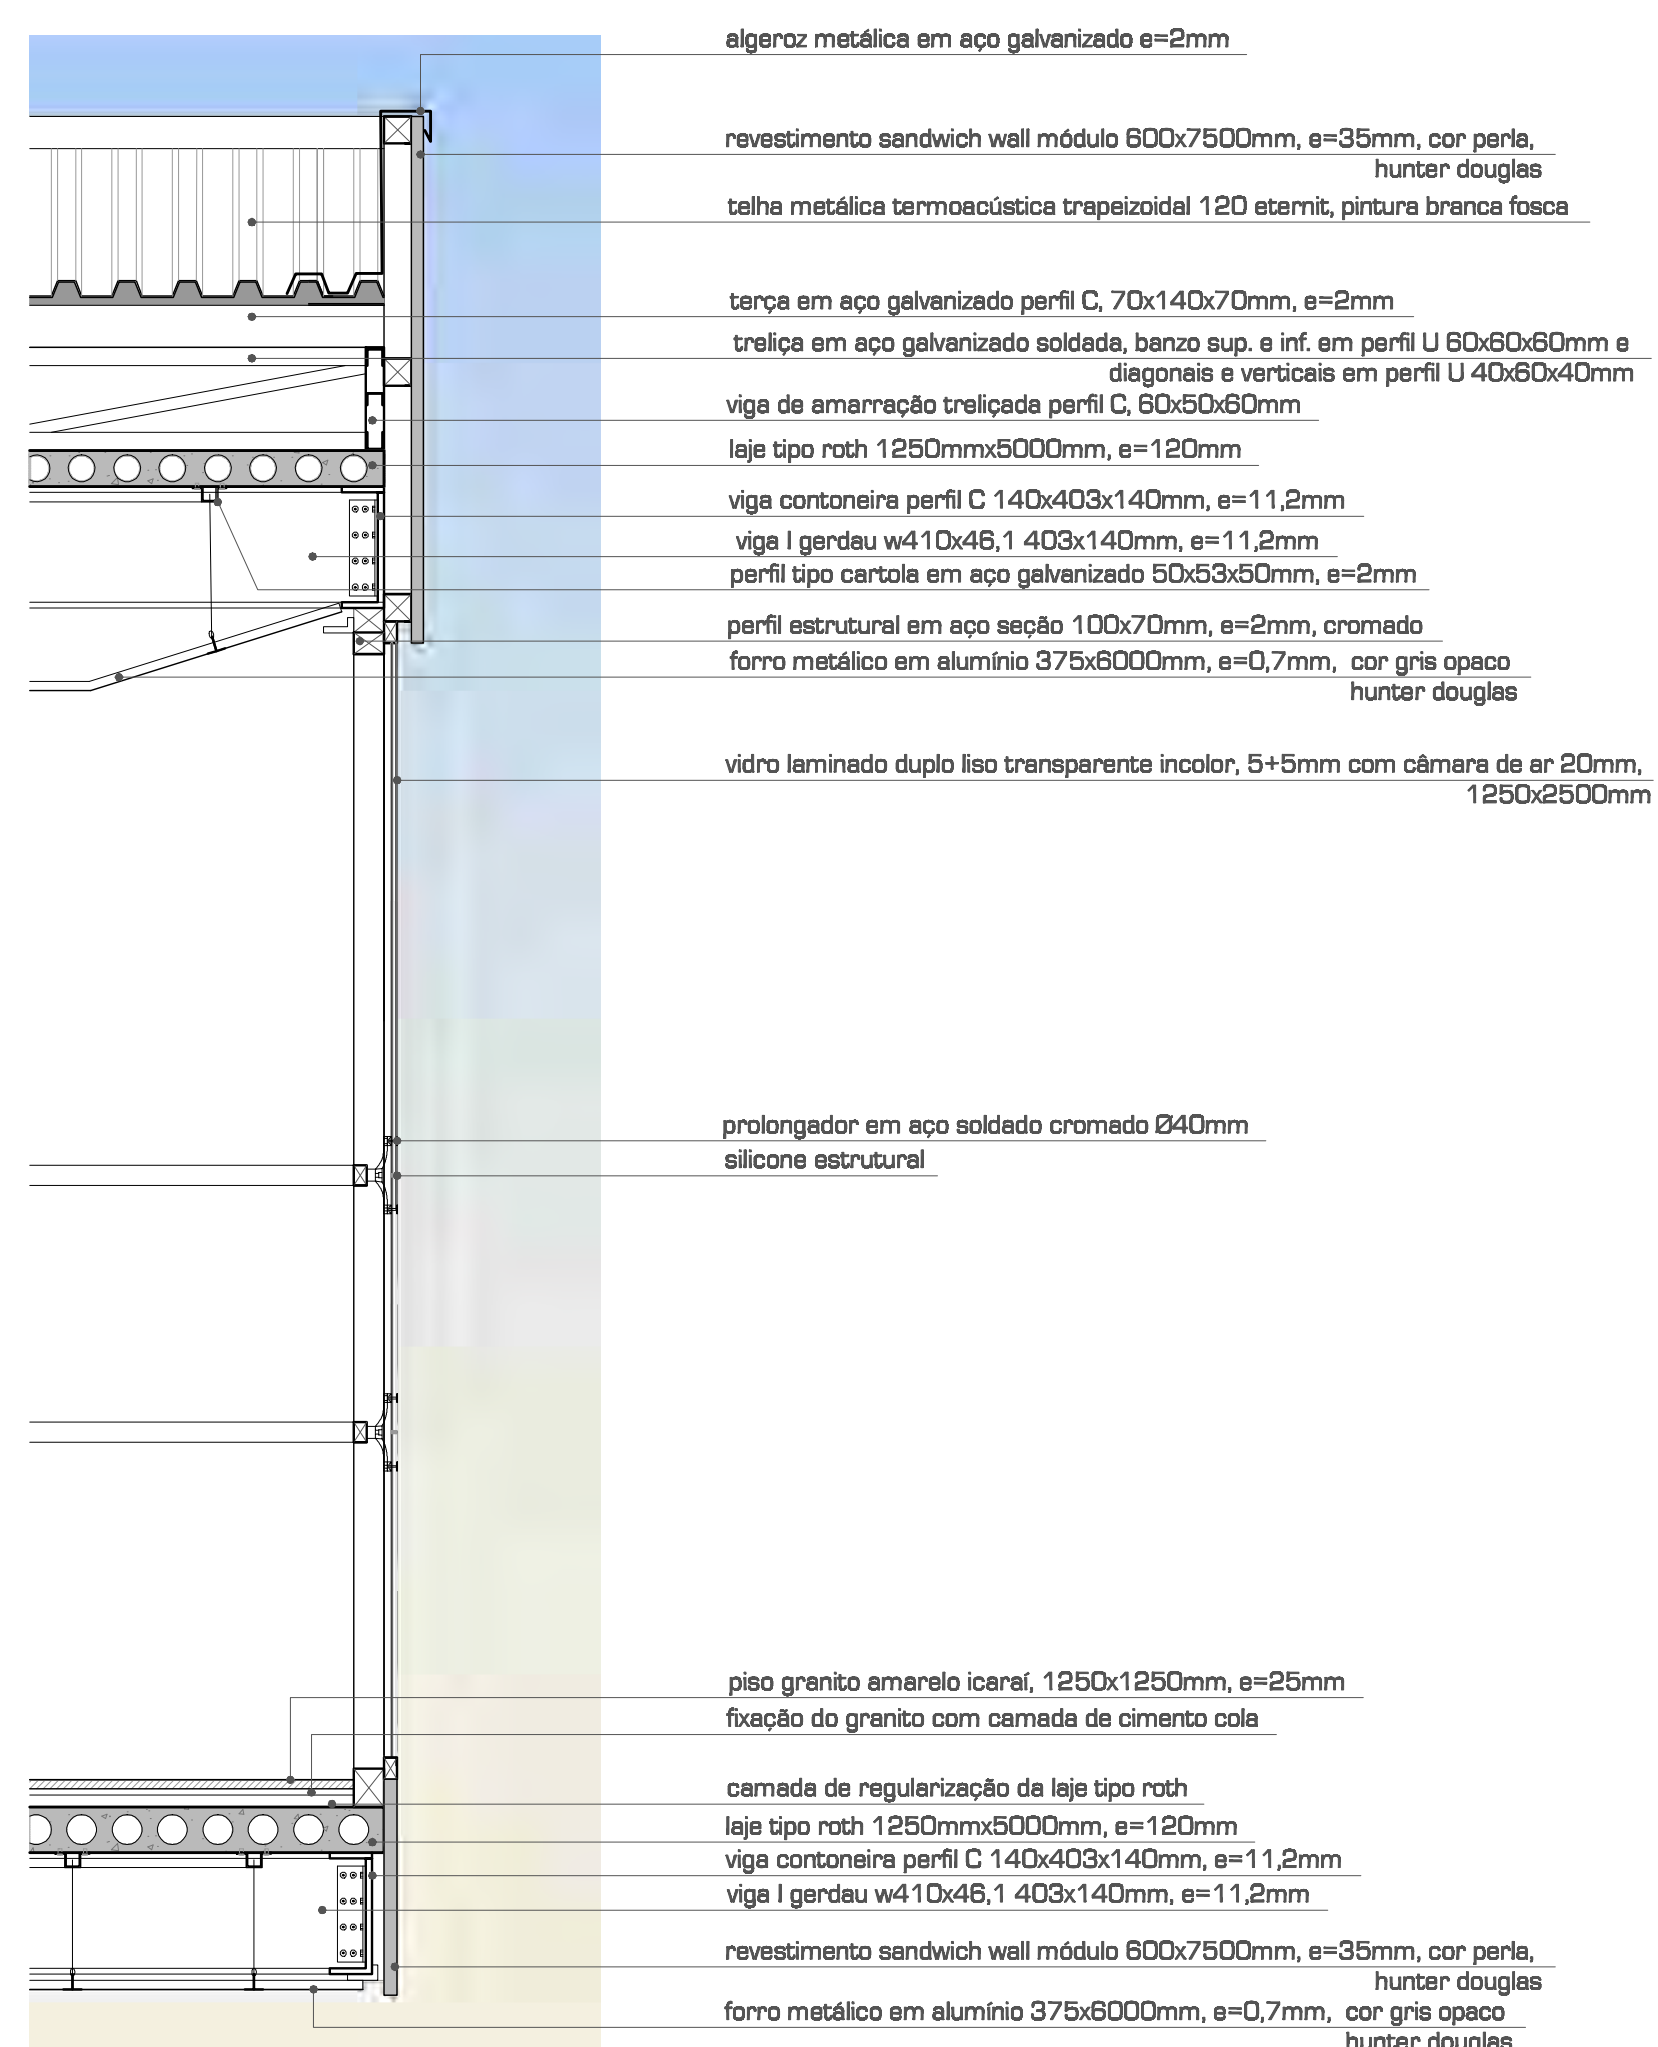 algeroz metálica em aço galvanizado e=2mm
revestimento sandwich wall módulo 600x7500mm, e=35mm, cor perla,
hunter douglas
telha metálica termoacústica trapeizoidal 120 eternit, pintura branca fosca
terça em aço galvanizado perfil C, 70x140x70mm, e=2mm
treliça em aço galvanizado soldada, banzo sup. e inf. em perfil U 60x60x60mm e
diagonais e verticais em perfil U 40x60x40mm
viga de amarração treliçada perfil C, 60x50x60mm
laje tipo roth 1250mmx5000mm, e=120mm
viga contoneira perfil C 140x403x140mm, e=11,2mm
viga I gerdau w410x46,1 403x140mm, e=11,2mm
perfil tipo cartola em aço galvanizado 50x53x50mm, e=2mm
perfil estrutural em aço seção 100x70mm, e=2mm, cromado
forro metálico em alumínio 375x6000mm, e=0,7mm, cor gris opaco
hunter douglas
vidro laminado duplo liso transparente incolor, 5+5mm com câmara de ar 20mm,
1250x2500mm
prolongador em aço soldado cromado Ø40mm
silicone estrutural
piso granito amarelo icaraí, 1250x1250mm, e=25mm
fixação do granito com camada de cimento cola
camada de regularização da laje tipo roth
laje tipo roth 1250mmx5000mm, e=120mm
viga contoneira perfil C 140x403x140mm, e=11,2mm
viga I gerdau w410x46,1 403x140mm, e=11,2mm
revestimento sandwich wall módulo 600x7500mm, e=35mm, cor perla,
hunter douglas
forro metálico em alumínio 375x6000mm, e=0,7mm, cor gris opaco
hunter douglas